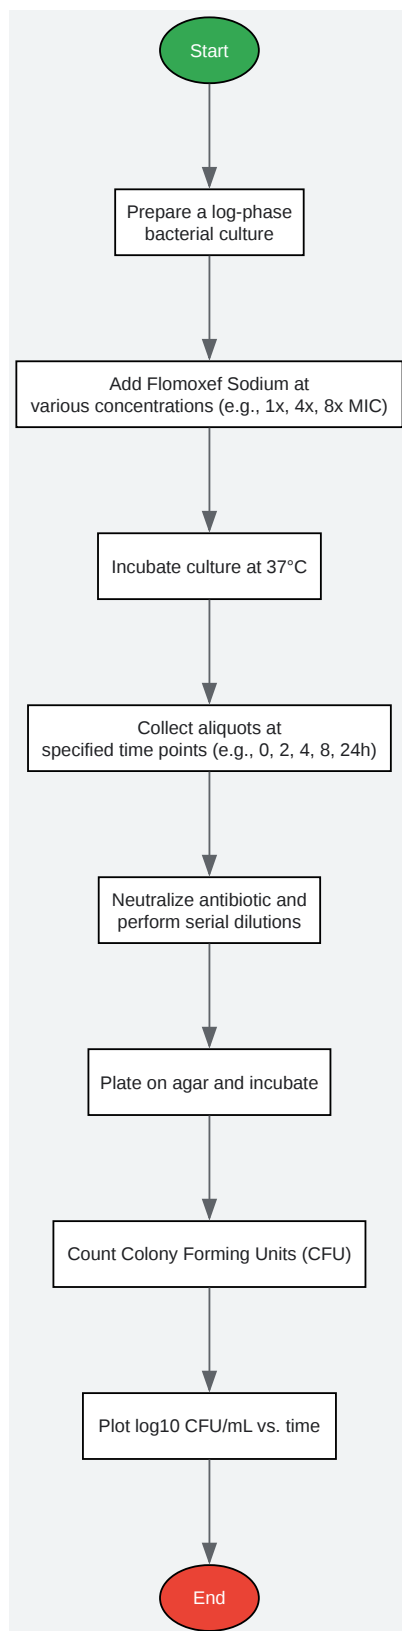 Start
Prepare a log-phase
bacterial culture
Add Flomoxef Sodium at
various concentrations (e.g., 1x, 4x, 8x MIC)
Incubate culture at 37°C
Collect aliquots at
specified time points (e.g., 0, 2, 4, 8, 24h)
Neutralize antibiotic and
perform serial dilutions
Plate on agar and incubate
Count Colony Forming Units (CFU)
Plot log10 CFU/mL vs. time
End